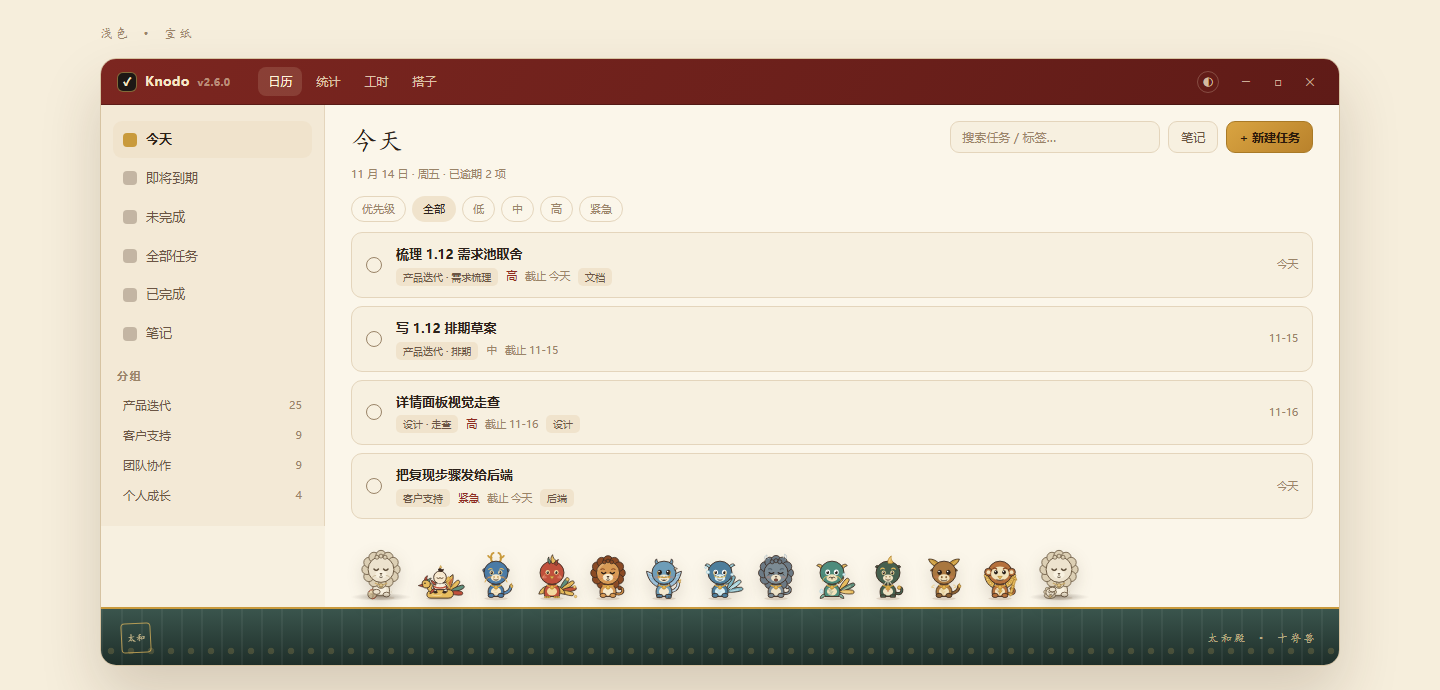 浅色 • 宣纸
Knodo v2.6.0 日历 统计 工时 搭子
今天
即将到期
未完成
全部任务
已完成
笔记
分组
产品迭代 25
客户支持 9
团队协作 9
个人成长 4
今天
搜索任务 / 标签… 笔记 + 新建任务
11 月 14 日 · 周五 · 已逾期 2 项
优先级 全部 低 中 高 紧急
梳理 1.12 需求池取舍
产品迭代 · 需求梳理 高 截止 今天 文档
今天
写 1.12 排期草案
产品迭代 · 排期 中 截止 11-15
11-15
详情面板视觉走查
设计 · 走查 高 截止 11-16 设计
11-16
把复现步骤发给后端
客户支持 紧急 截止 今天 后端
今天
太和
太和殿 • 十脊兽